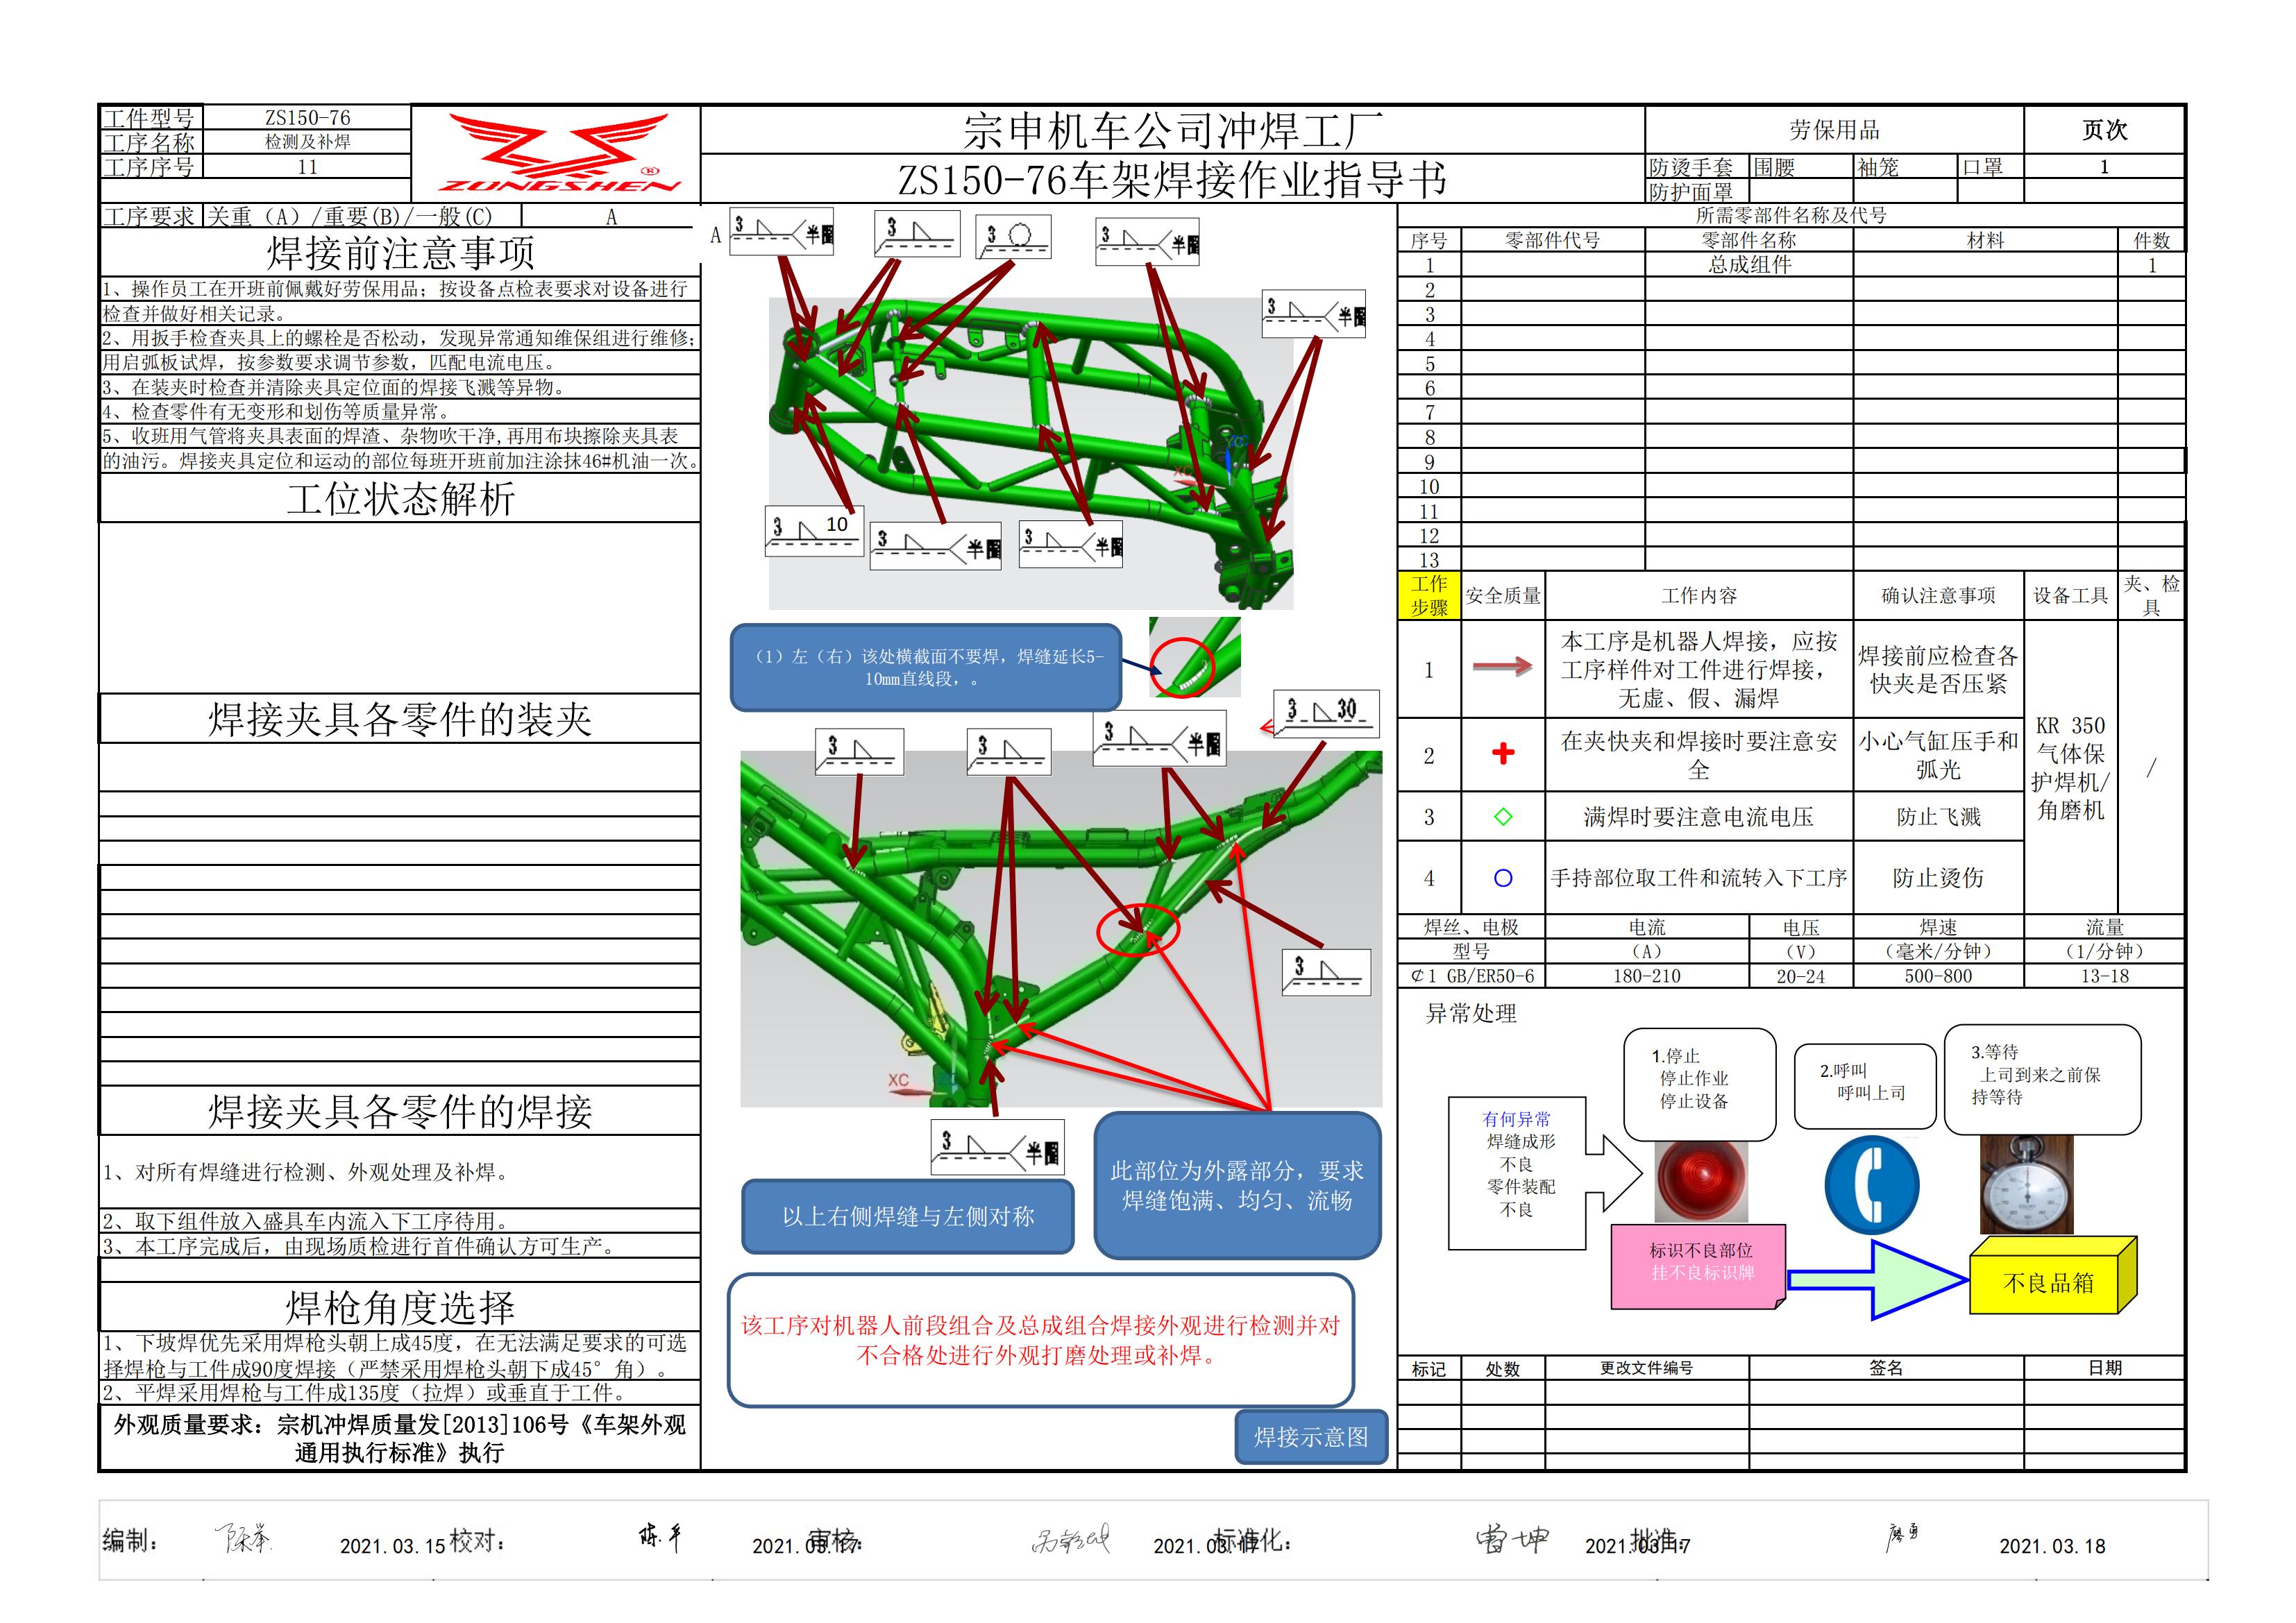 工件型号 ZS150-76
工序名称 检测及补焊
工序序号 11
ZONGSHEN ®
宗申机车公司冲焊工厂
ZS150-76车架焊接作业指导书
劳保用品 页次
防烫手套 围腰 袖笼 口罩 1
防护面罩
工序要求 关重（A）/重要(B)/一般(C) A
焊接前注意事项
1、操作员工在开班前佩戴好劳保用品；按设备点检表要求对设备进行
检查并做好相关记录。
2、用扳手检查夹具上的螺栓是否松动，发现异常通知维保组进行维修；
用启弧板试焊，按参数要求调节参数，匹配电流电压。
3、在装夹时检查并清除夹具定位面的焊接飞溅等异物。
4、检查零件有无变形和划伤等质量异常。
5、收班用气管将夹具表面的焊渣、杂物吹干净,再用布块擦除夹具表
的油污。焊接夹具定位和运动的部位每班开班前加注涂抹46#机油一次。
工位状态解析
焊接夹具各零件的装夹
焊接夹具各零件的焊接
1、对所有焊缝进行检测、外观处理及补焊。
2、取下组件放入盛具车内流入下工序待用。
3、本工序完成后，由现场质检进行首件确认方可生产。
焊枪角度选择
1、下坡焊优先采用焊枪头朝上成45度，在无法满足要求的可选
择焊枪与工件成90度焊接（严禁采用焊枪头朝下成45°角）。
2、平焊采用焊枪与工件成135度（拉焊）或垂直于工件。
外观质量要求：宗机冲焊质量发[2013]106号《车架外观
通用执行标准》执行
A 3 半圈
3
3
3 半圈
3 半圈
YC
XC
3 10
3 半圈
3 半圈
（1）左（右）该处横截面不要焊，焊缝延长5-
10mm直线段，。
3
3
3 半圈
3 30
3
XC
3 半圈
以上右侧焊缝与左侧对称
此部位为外露部分，要求
焊缝饱满、均匀、流畅
该工序对机器人前段组合及总成组合焊接外观进行检测并对
不合格处进行外观打磨处理或补焊。
焊接示意图
所需零部件名称及代号
序号 零部件代号 零部件名称 材料 件数
1 总成组件 1
2
3
4
5
6
7
8
9
10
11
12
13
工作
步骤 安全质量 工作内容 确认注意事项 设备工具 夹、检
具
1 本工序是机器人焊接，应按
工序样件对工件进行焊接，
无虚、假、漏焊
焊接前应检查各
快夹是否压紧
2 在夹快夹和焊接时要注意安
全
小心气缸压手和
弧光
3 满焊时要注意电流电压 防止飞溅
4 手持部位取工件和流转入下工序 防止烫伤
KR 350
气体保
护焊机/
角磨机
/
焊丝、电极 电流 电压 焊速 流量
型号 （A） （V） （毫米/分钟） （1/分钟）
¢1 GB/ER50-6 180-210 20-24 500-800 13-18
异常处理
有何异常
焊缝成形
不良
零件装配
不良
1.停止
停止作业
停止设备
2.呼叫
呼叫上司
3.等待
上司到来之前保
持等待
标识不良部位
挂不良标识牌
不良品箱
标记 处数 更改文件编号 签名 日期
编制： 2021.03.15 校对： 陈平 2021.03.17 审核： 2021.03.17 标准化： 曾坤 2021.03.17 批准： 廖勇 2021.03.18